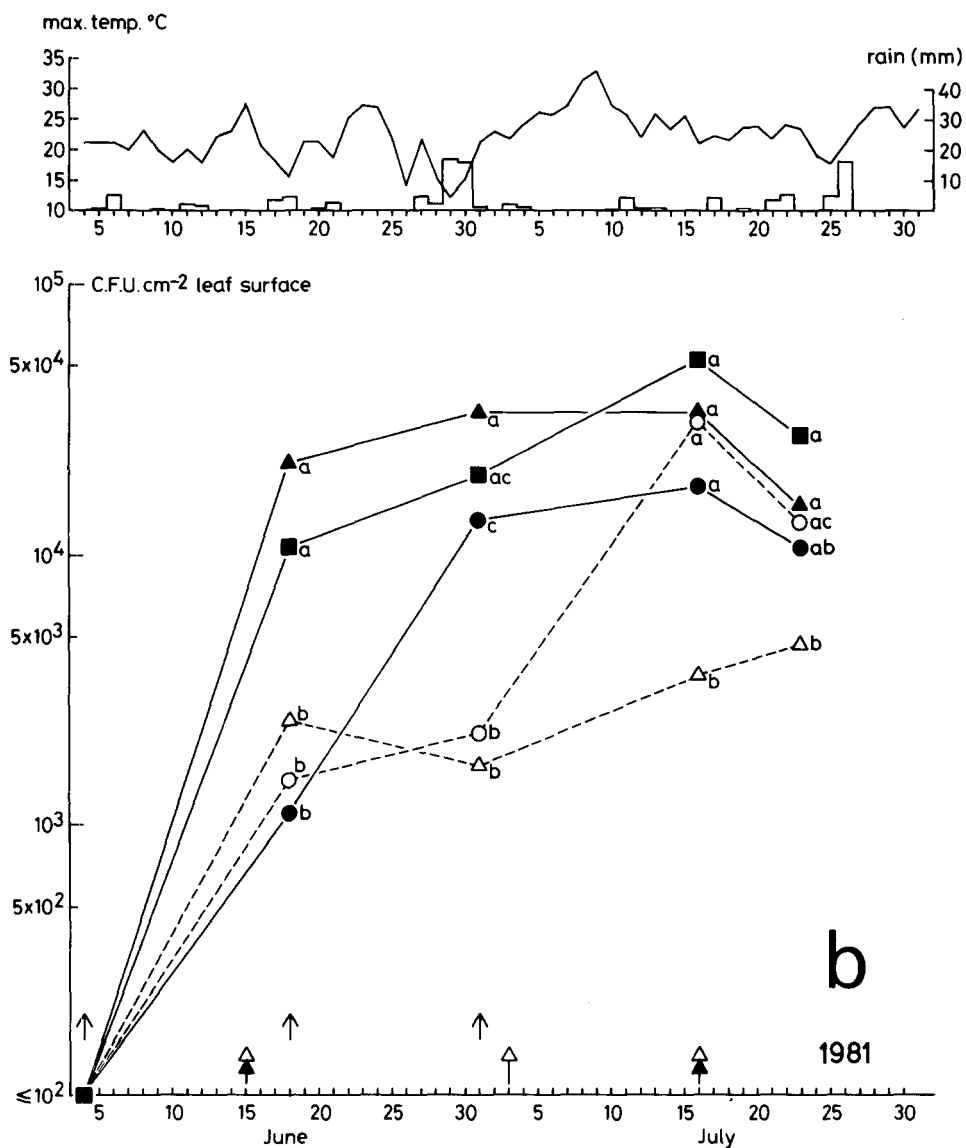 max. temp. °C
rain (mm)
35
30
25
20
15
10
40
30
20
10
5 10 15 20 25 30 5 10 15 20 25 30
10⁵
C.F.U. cm⁻² leaf surface
5x10⁴
10⁴
5x10³
10³
5x10²
≤10²
a
a
a
a
a
a
ac
a
a
c
a
ac
ab
b
b
b
b
b
b
b
b
b
1981
5 10 15 20 25 30 5 10 15 20 25 30
June July